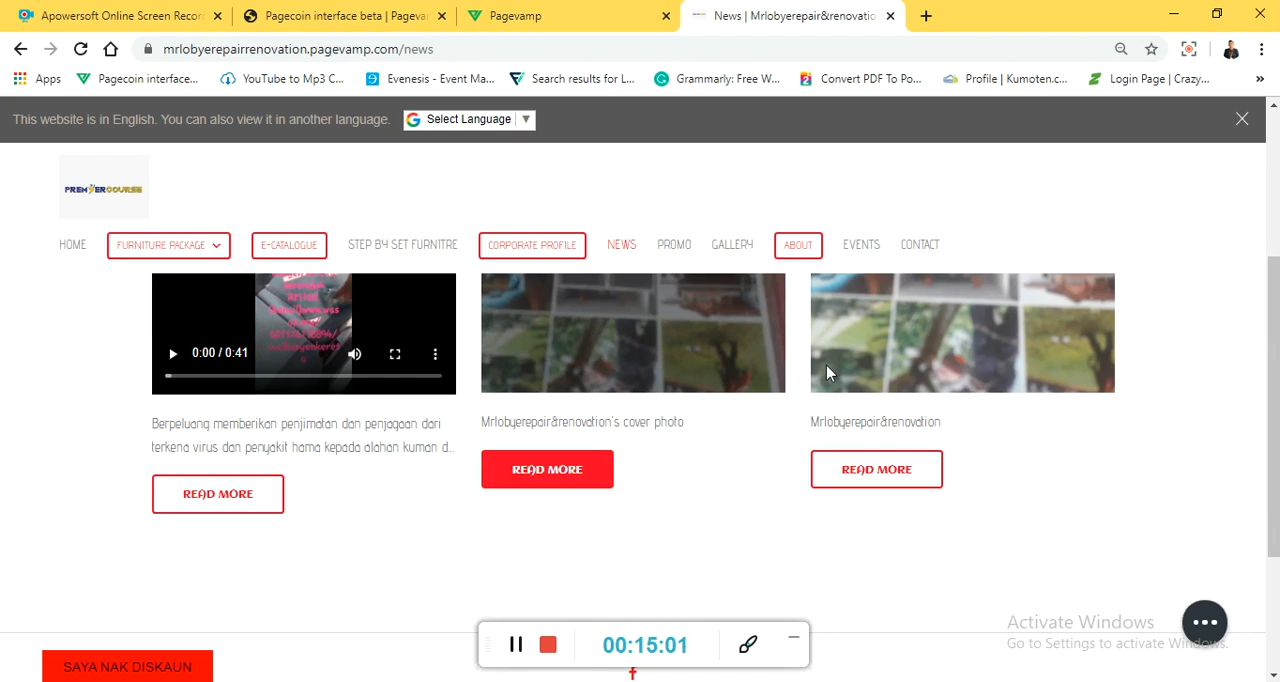 Apowersoft Online Screen Recor
Pagecoin interface beta | Pagevam
Pagevamp
News | Mrlobyerepair&renovatio
mrlobyerepairrenovation.pagevamp.com/news
Apps
Pagecoin interface...
YouTube to Mp3 C...
Evenesis - Event Ma...
Search results for L...
Grammarly: Free W...
Convert PDF To Po...
Profile | Kumoten.c...
Login Page | Crazy...
»
This website is in English. You can also view it in another language.
Select Language
PREMYERCOURSE
HOME
FURNITURE PACKAGE
E-CATALOGUE
STEP BY SET FURNITRE
CORPORATE PROFILE
NEWS
PROMO
GALLERY
ABOUT
EVENTS
CONTACT
0:00 / 0:41
Berpeluang memberikan penjimatan dan penjagaan dari
terkena virus dan penyakit hama kepada alahan kuman d...
READ MORE
Mrlobyerepair&renovation's cover photo
READ MORE
Mrlobyerepair&renovation
READ MORE
SAYA NAK DISKAUN
00:15:01
Activate Windows
Go to Settings to activate Windows.